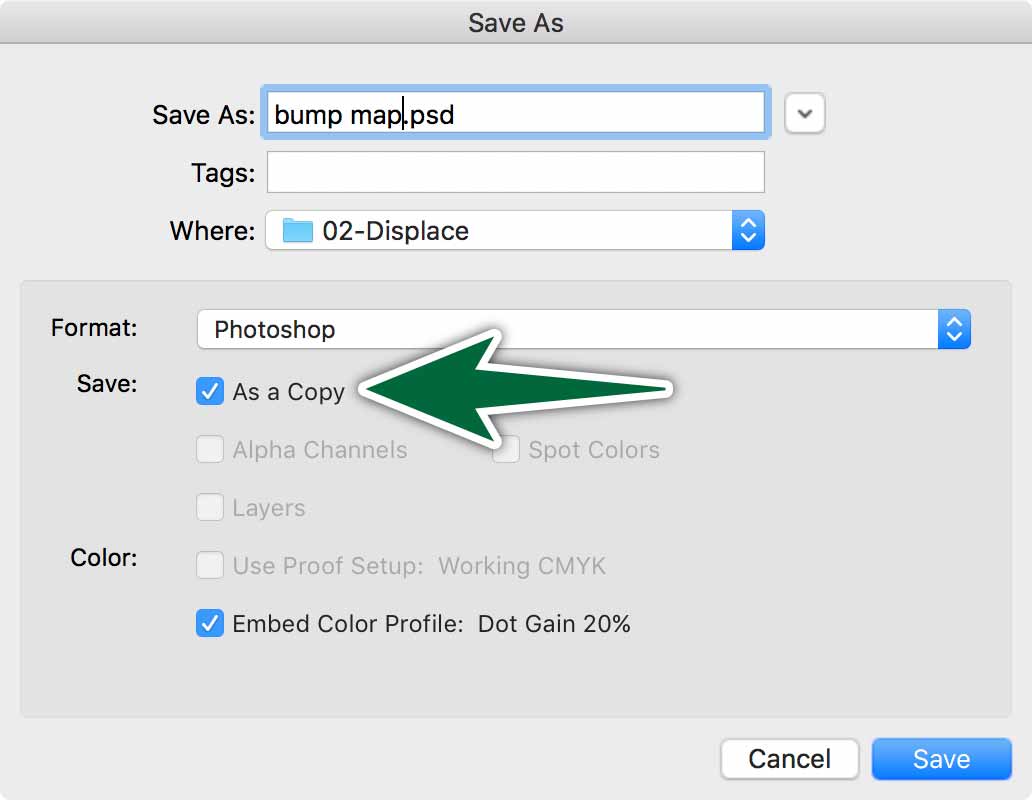 Save As
Save As: bump map.psd
Tags:
Where: 02-Displace
Format: Photoshop
Save: As a Copy
Alpha Channels Spot Colors
Layers
Color: Use Proof Setup: Working CMYK
Embed Color Profile: Dot Gain 20%
Cancel Save